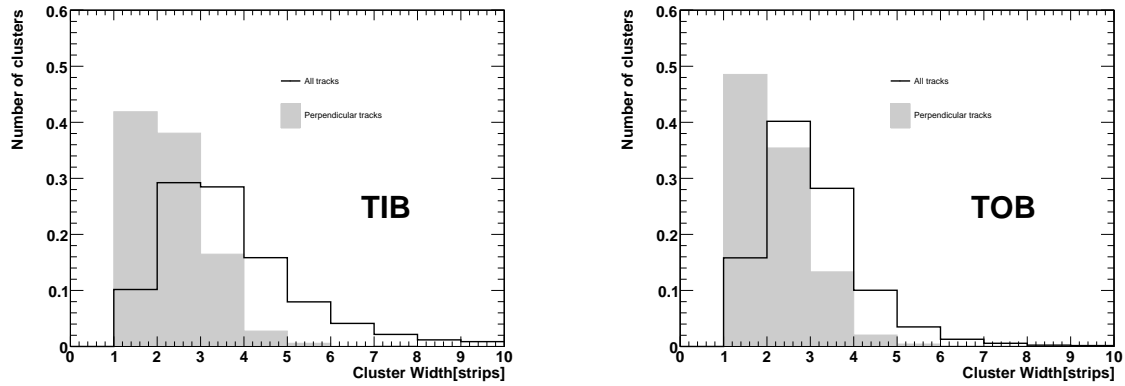 Number of clusters
0.6
0.5
0.4
0.3
0.2
0.1
0
All tracks
Perpendicular tracks
TIB
0 1 2 3 4 5 6 7 8 9 10
Cluster Width[strips]
Number of clusters
0.6
0.5
0.4
0.3
0.2
0.1
0
All tracks
Perpendicular tracks
TOB
0 1 2 3 4 5 6 7 8 9 10
Cluster Width[strips]